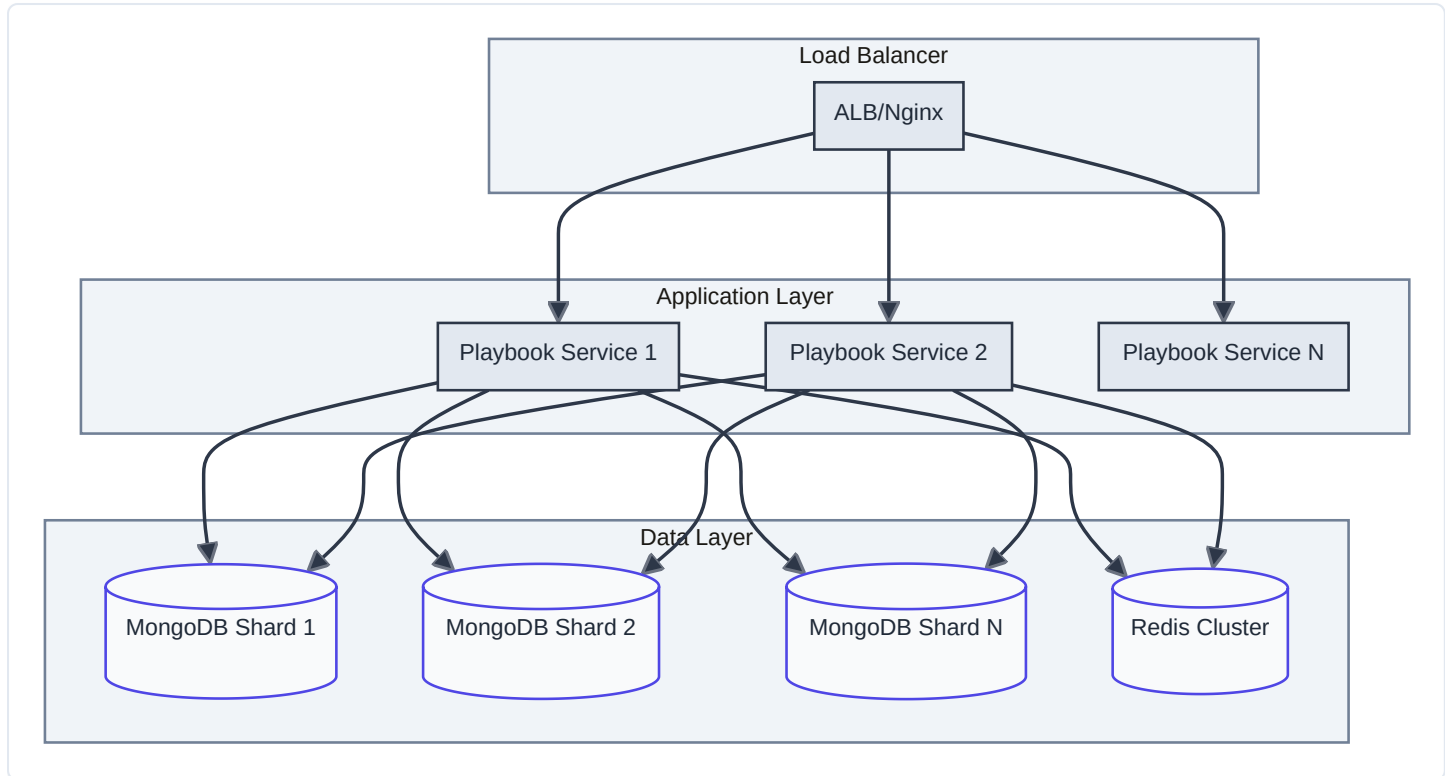 Load Balancer
ALB/Nginx
Application Layer
Playbook Service 1
Playbook Service 2
Playbook Service N
Data Layer
MongoDB Shard 1
MongoDB Shard 2
MongoDB Shard N
Redis Cluster